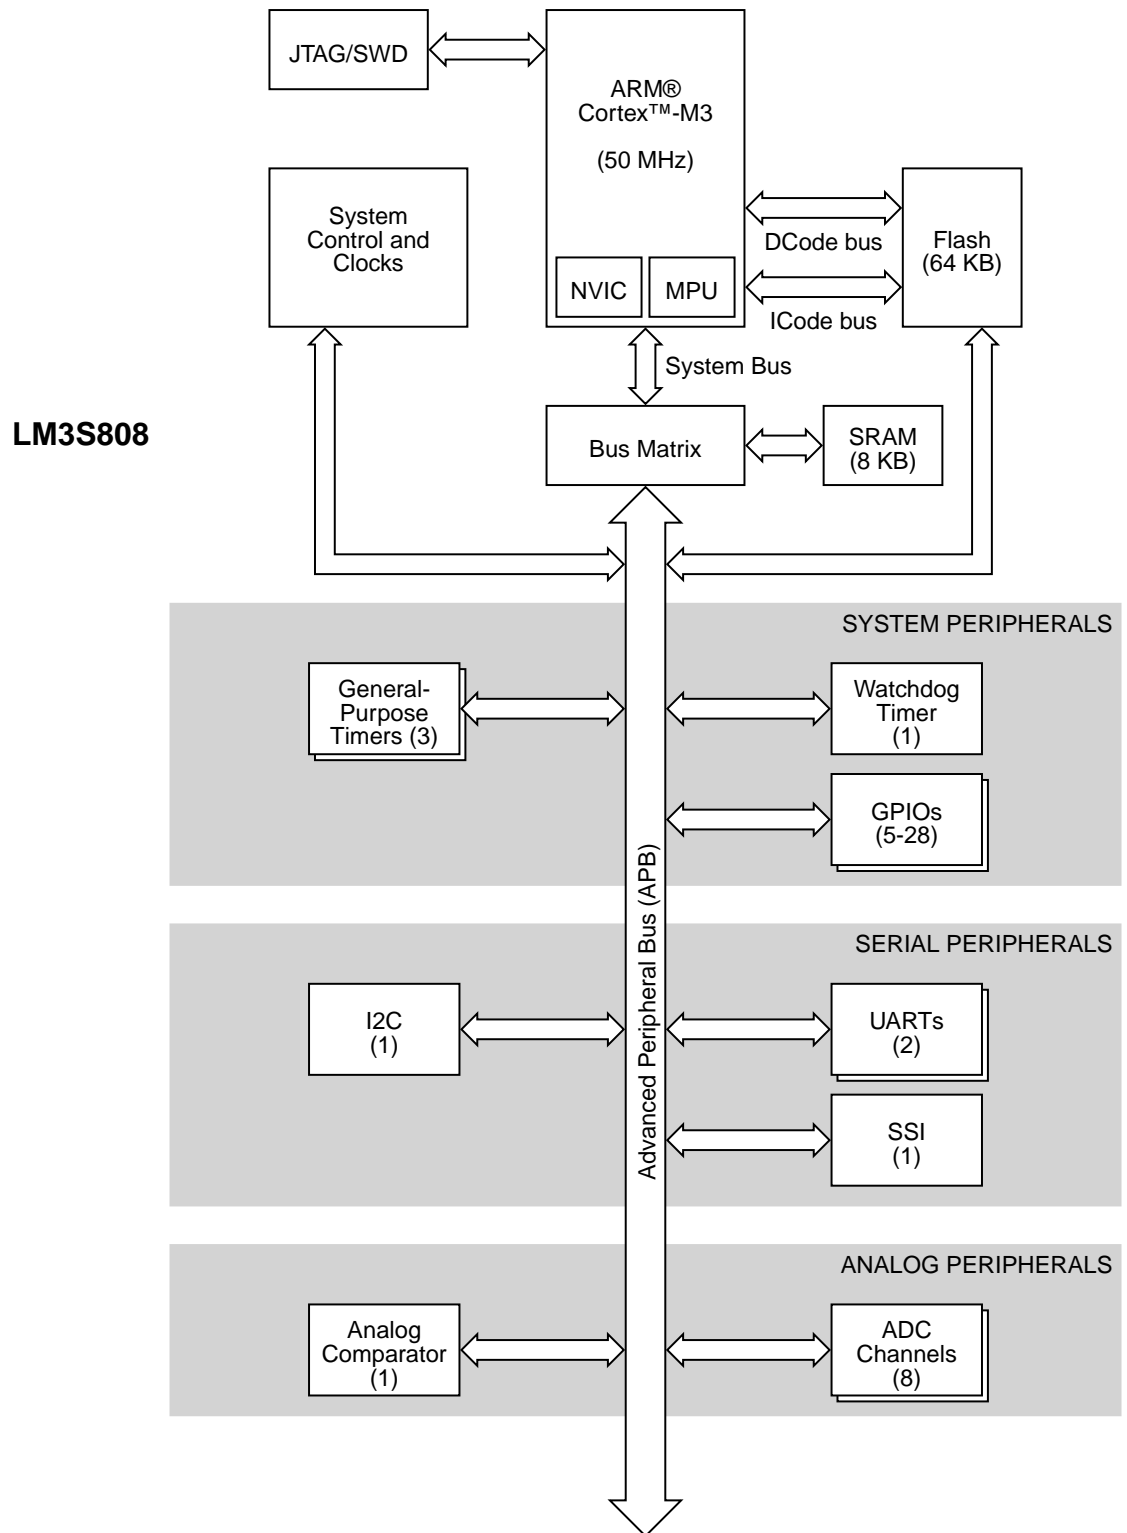 JTAG/SWD
ARM®
Cortex™-M3
(50 MHz)
System
Control and
Clocks
NVIC
MPU
DCode bus
ICode bus
Flash
(64 KB)
System Bus
LM3S808
Bus Matrix
SRAM
(8 KB)
SYSTEM PERIPHERALS
General-
Purpose
Timers (3)
Watchdog
Timer
(1)
GPIOs
(5-28)
Advanced Peripheral Bus (APB)
SERIAL PERIPHERALS
I2C
(1)
UARTs
(2)
SSI
(1)
ANALOG PERIPHERALS
Analog
Comparator
(1)
ADC
Channels
(8)